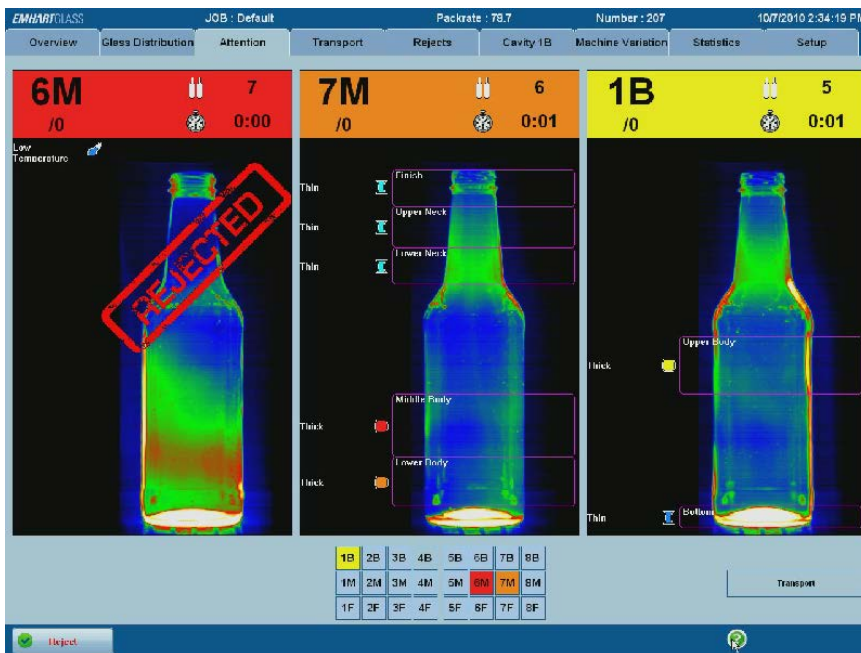 EMHARTGLASS JOB : Default Packrate : 78.7 Number : 207 10/7/2010 2:34:19 PM
Overview Glass Distribution Attention Transport Rejects Cavity 1B Machine Variation Statistics Setup
6M 7
/0 0:00
Low
Temperature
REJECTED
7M 6
/0 0:01
Finish
Thin
Upper Neck
Thin
Lower Neck
Thin
Middle Body
Thick
Lower Body
Thick
1B 5
/0 0:01
Upper Body
Thick
Bottom
Thin
1B 2B 3B 4B 5B 6B 7B 8B
1M 2M 3M 4M 5M 6M 7M 8M
1F 2F 3F 4F 5F 6F 7F 8F
Transport
Reject